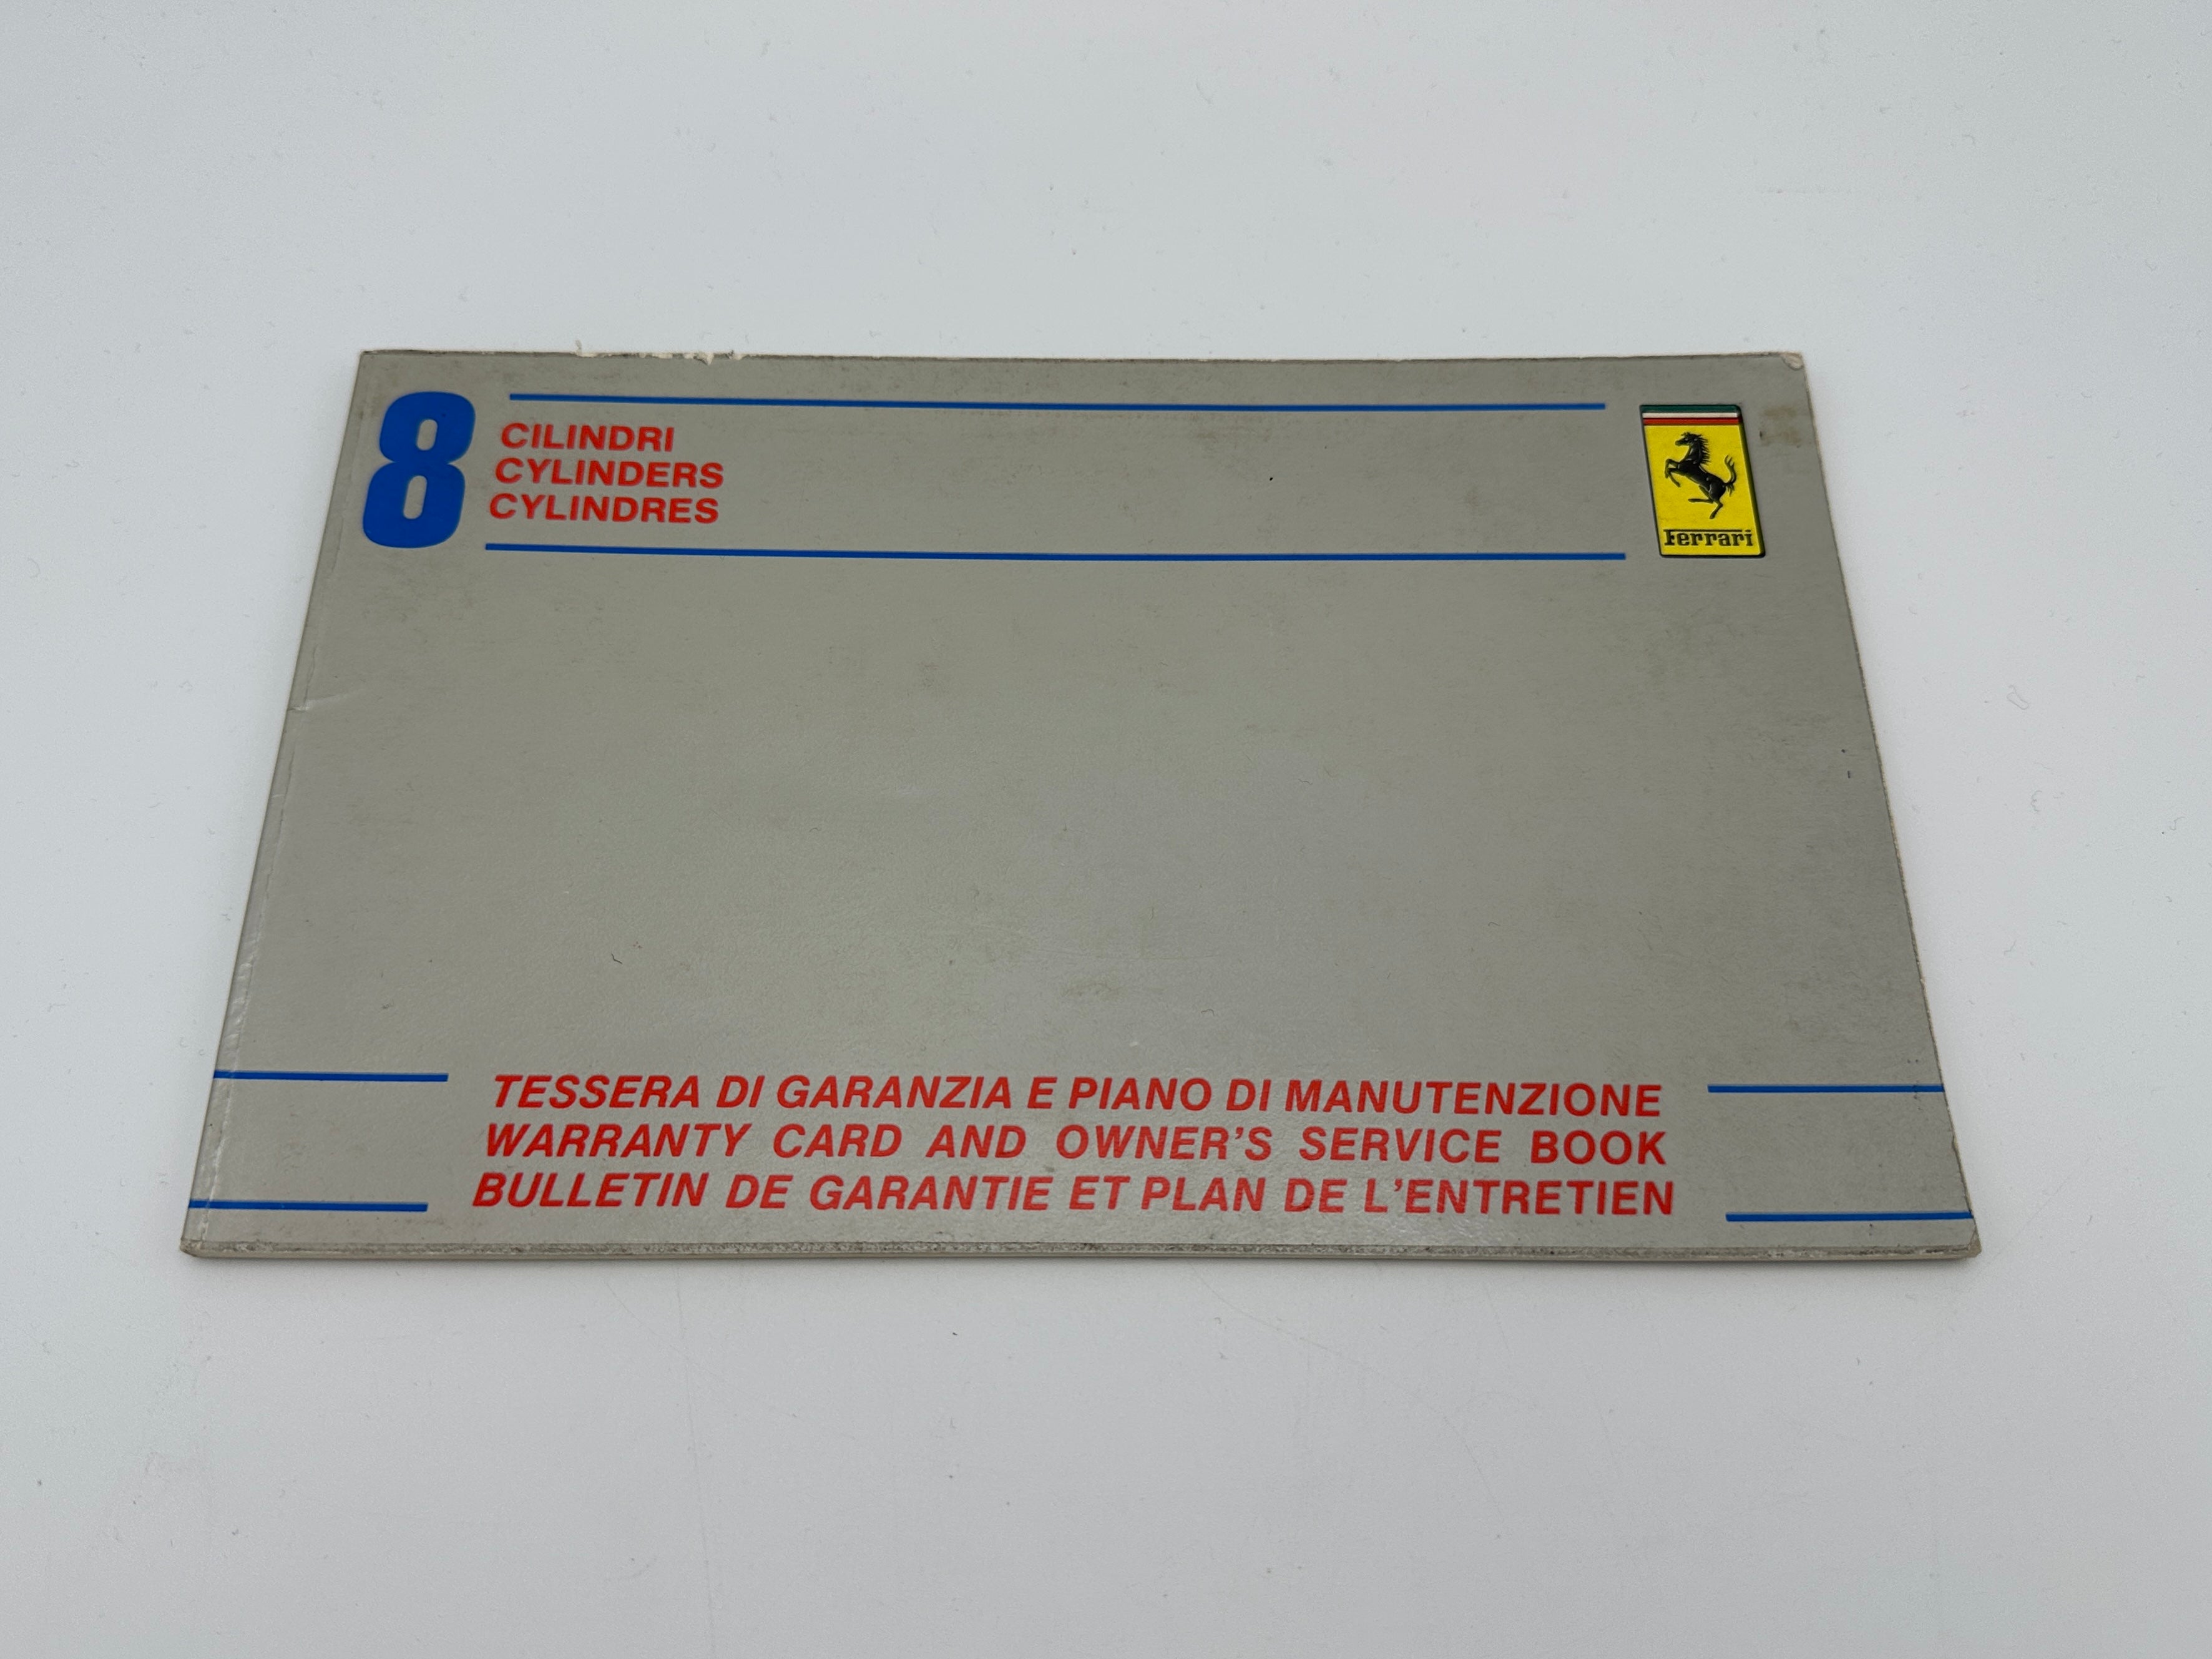 8
CILINDRI
CYLINDERS
CYLINDRES
Ferrari
TESSERA DI GARANZIA E PIANO DI MANUTENZIONE
WARRANTY CARD AND OWNER'S SERVICE BOOK
BULLETIN DE GARANTIE ET PLAN DE L'ENTRETIEN